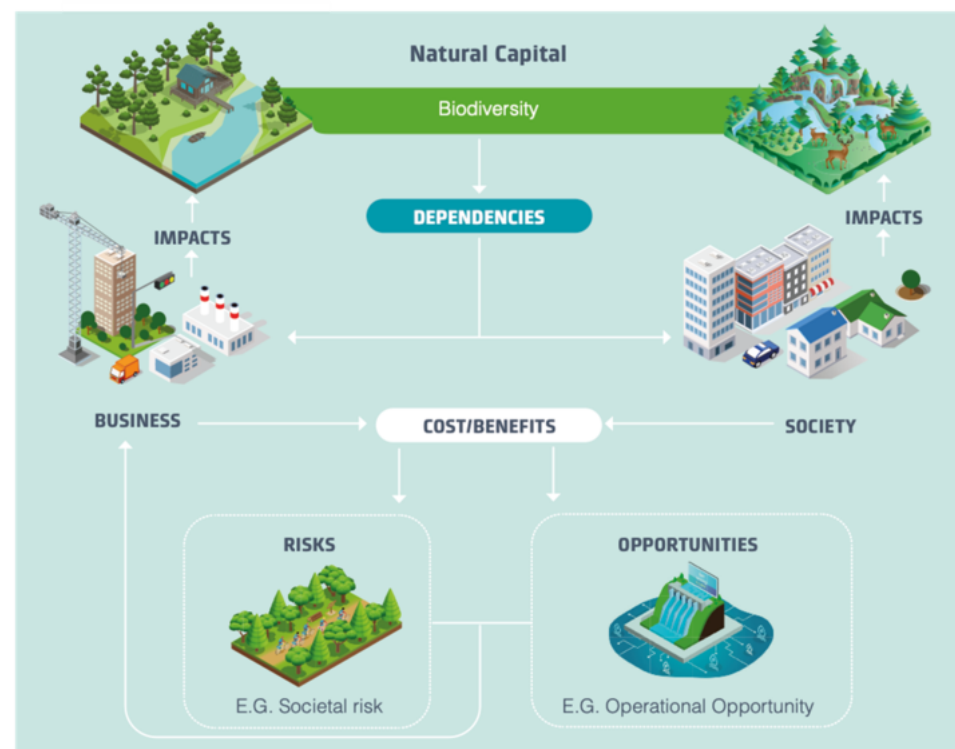 Natural Capital
Biodiversity
DEPENDENCIES
IMPACTS
IMPACTS
BUSINESS
COST/BENEFITS
SOCIETY
RISKS
OPPORTUNITIES
E.G. Societal risk
E.G. Operational Opportunity